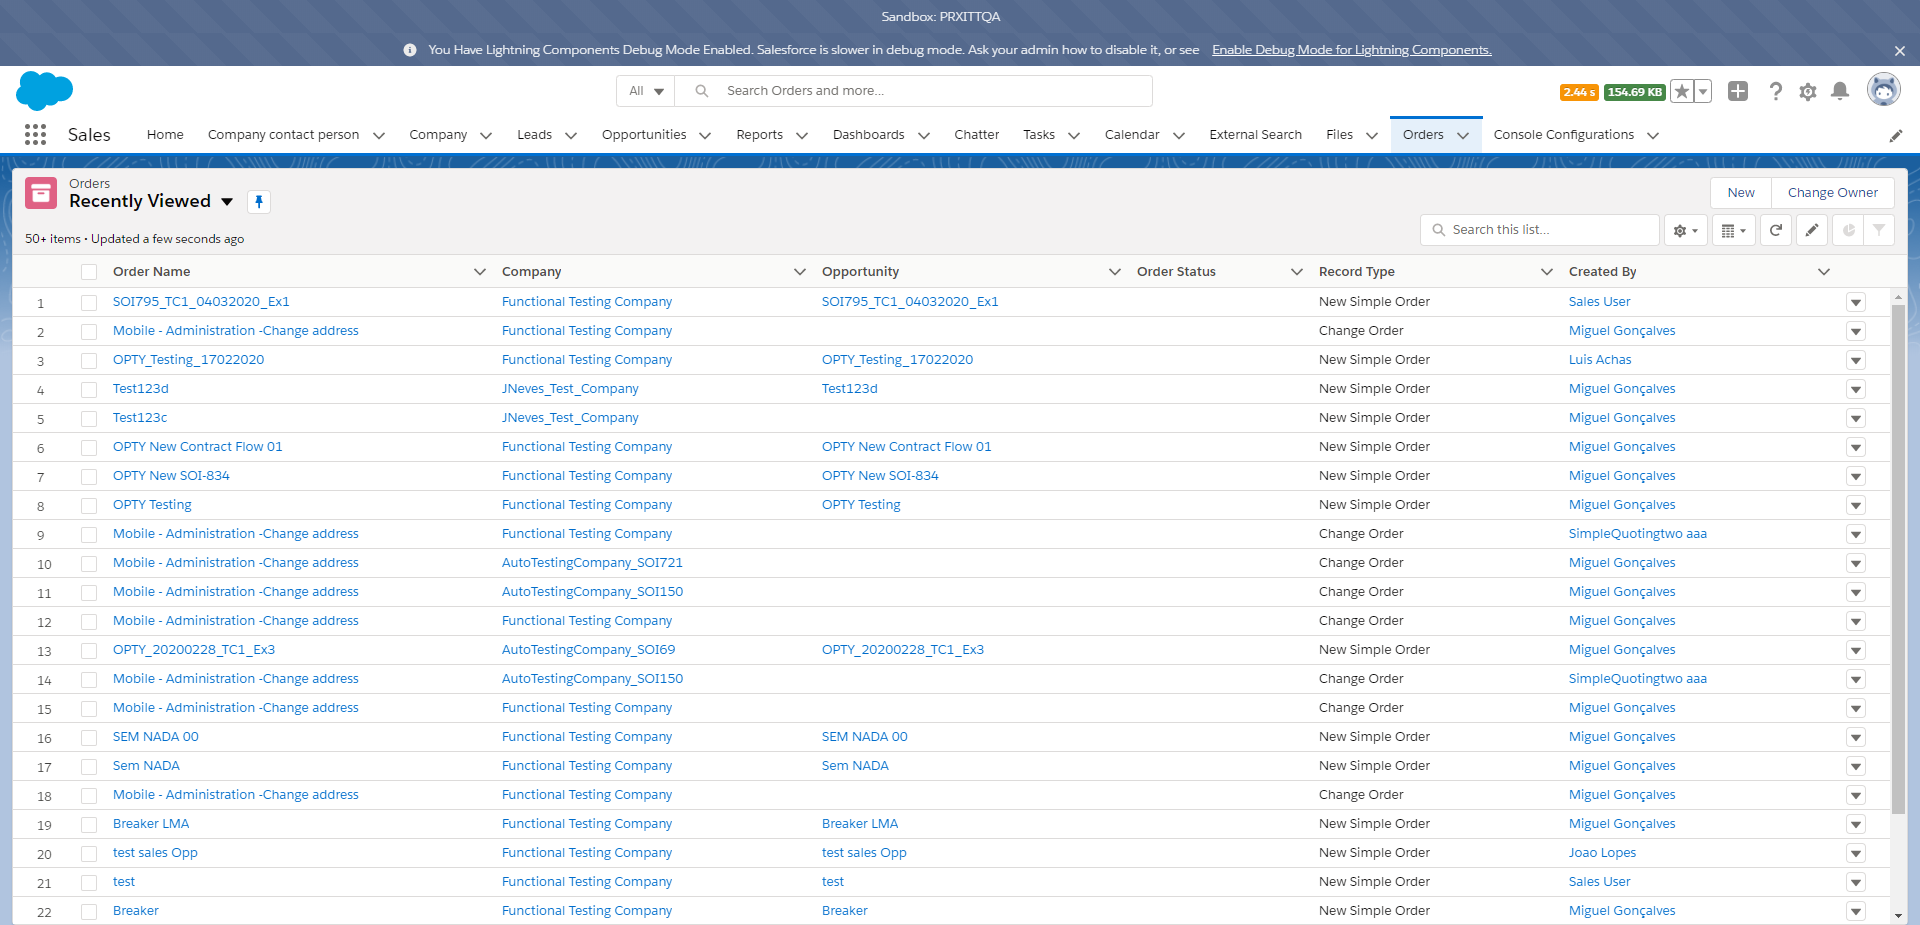 Sandbox: PRXITTQA
You Have Lightning Components Debug Mode Enabled. Salesforce is slower in debug mode. Ask your admin how to disable it, or see Enable Debug Mode for Lightning Components.
All Search Orders and more... 2.44 s 154.69 KB
Sales Home Company contact person Company Leads Opportunities Reports Dashboards Chatter Tasks Calendar External Search Files Orders Console Configurations
Orders
Recently Viewed
New Change Owner
50+ items • Updated a few seconds ago
Search this list...
Order Name Company Opportunity Order Status Record Type Created By
1 SOI795_TC1_04032020_Ex1 Functional Testing Company SOI795_TC1_04032020_Ex1 New Simple Order Sales User
2 Mobile - Administration -Change address Functional Testing Company Change Order Miguel Gonçalves
3 OPTY_Testing_17022020 Functional Testing Company OPTY_Testing_17022020 New Simple Order Luis Achas
4 Test123d JNeves_Test_Company Test123d New Simple Order Miguel Gonçalves
5 Test123c JNeves_Test_Company New Simple Order Miguel Gonçalves
6 OPTY New Contract Flow 01 Functional Testing Company OPTY New Contract Flow 01 New Simple Order Miguel Gonçalves
7 OPTY New SOI-834 Functional Testing Company OPTY New SOI-834 New Simple Order Miguel Gonçalves
8 OPTY Testing Functional Testing Company OPTY Testing New Simple Order Miguel Gonçalves
9 Mobile - Administration -Change address Functional Testing Company Change Order SimpleQuotingtwo aaa
10 Mobile - Administration -Change address AutoTestingCompany_SOI721 Change Order Miguel Gonçalves
11 Mobile - Administration -Change address AutoTestingCompany_SOI150 Change Order Miguel Gonçalves
12 Mobile - Administration -Change address Functional Testing Company Change Order Miguel Gonçalves
13 OPTY_20200228_TC1_Ex3 AutoTestingCompany_SOI69 OPTY_20200228_TC1_Ex3 New Simple Order Miguel Gonçalves
14 Mobile - Administration -Change address AutoTestingCompany_SOI150 Change Order SimpleQuotingtwo aaa
15 Mobile - Administration -Change address Functional Testing Company Change Order Miguel Gonçalves
16 SEM NADA 00 Functional Testing Company SEM NADA 00 New Simple Order Miguel Gonçalves
17 Sem NADA Functional Testing Company Sem NADA New Simple Order Miguel Gonçalves
18 Mobile - Administration -Change address Functional Testing Company Change Order Miguel Gonçalves
19 Breaker LMA Functional Testing Company Breaker LMA New Simple Order Miguel Gonçalves
20 test sales Opp Functional Testing Company test sales Opp New Simple Order Joao Lopes
21 test Functional Testing Company test New Simple Order Sales User
22 Breaker Functional Testing Company Breaker New Simple Order Miguel Gonçalves